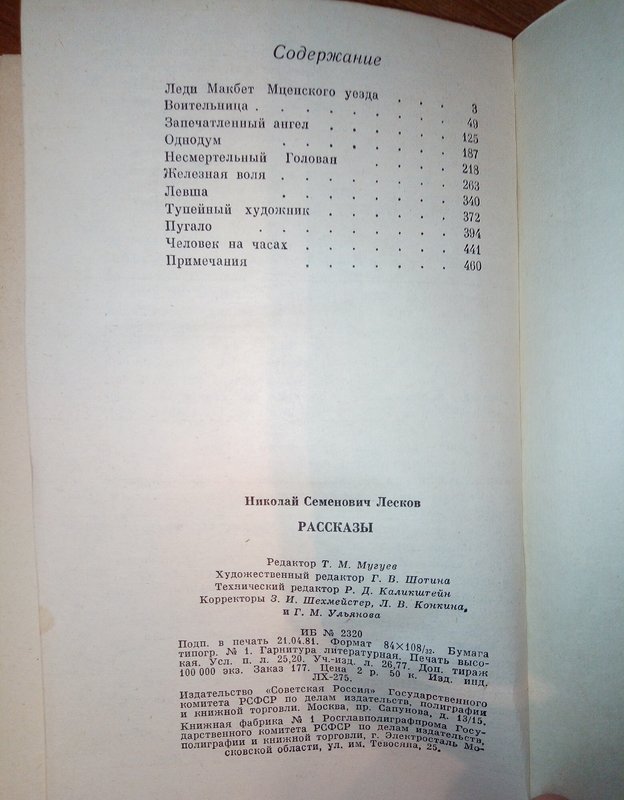 Содержание
Леди Макбет Мценского уезда . . . 3
Воительница . . . . . . . 49
Запечатленный ангел . . . . . 125
Однодум . . . . . . 187
Несмертельный Голован . . . . 218
Железная воля . . . . . . 263
Левша . . . . . . 340
Тупейный художник . . . . . 372
Пугало . . . . . . . 394
Человек на часах . . . . . . 441
Примечания . . . . . . 460
Николай Семенович Лесков
РАССКАЗЫ
Редактор Т. М. Мугуев
Художественный редактор Г. В. Шотина
Технический редактор Р. Д. Каликштейн
Корректоры З. И. Шехмейстер, Л. В. Конкина,
и Г. М. Ульянова
ИБ № 2320
Подп. в печать 21.04.81. Формат 84×108/32. Бумага
типогр. № 1. Гарнитура литературная. Печать высо-
кая. Усл. п. л. 25,20. Уч.-изд. л. 26,77. Доп. тираж
100 000 экз. Заказ 177. Цена 2 р. 50 к. Изд. инд.
ЛХ-275.
Издательство «Советская Россия» Государственного
комитета РСФСР по делам издательств, полиграфии
и книжной торговли. Москва, пр. Сапунова, д. 13/15.
Книжная фабрика № 1 Росглавполиграфпрома Госу-
дарственного комитета РСФСР по делам издательств,
полиграфии и книжной торговли, г. Электросталь Мо-
сковской области, ул. им. Тевосяна, 25.